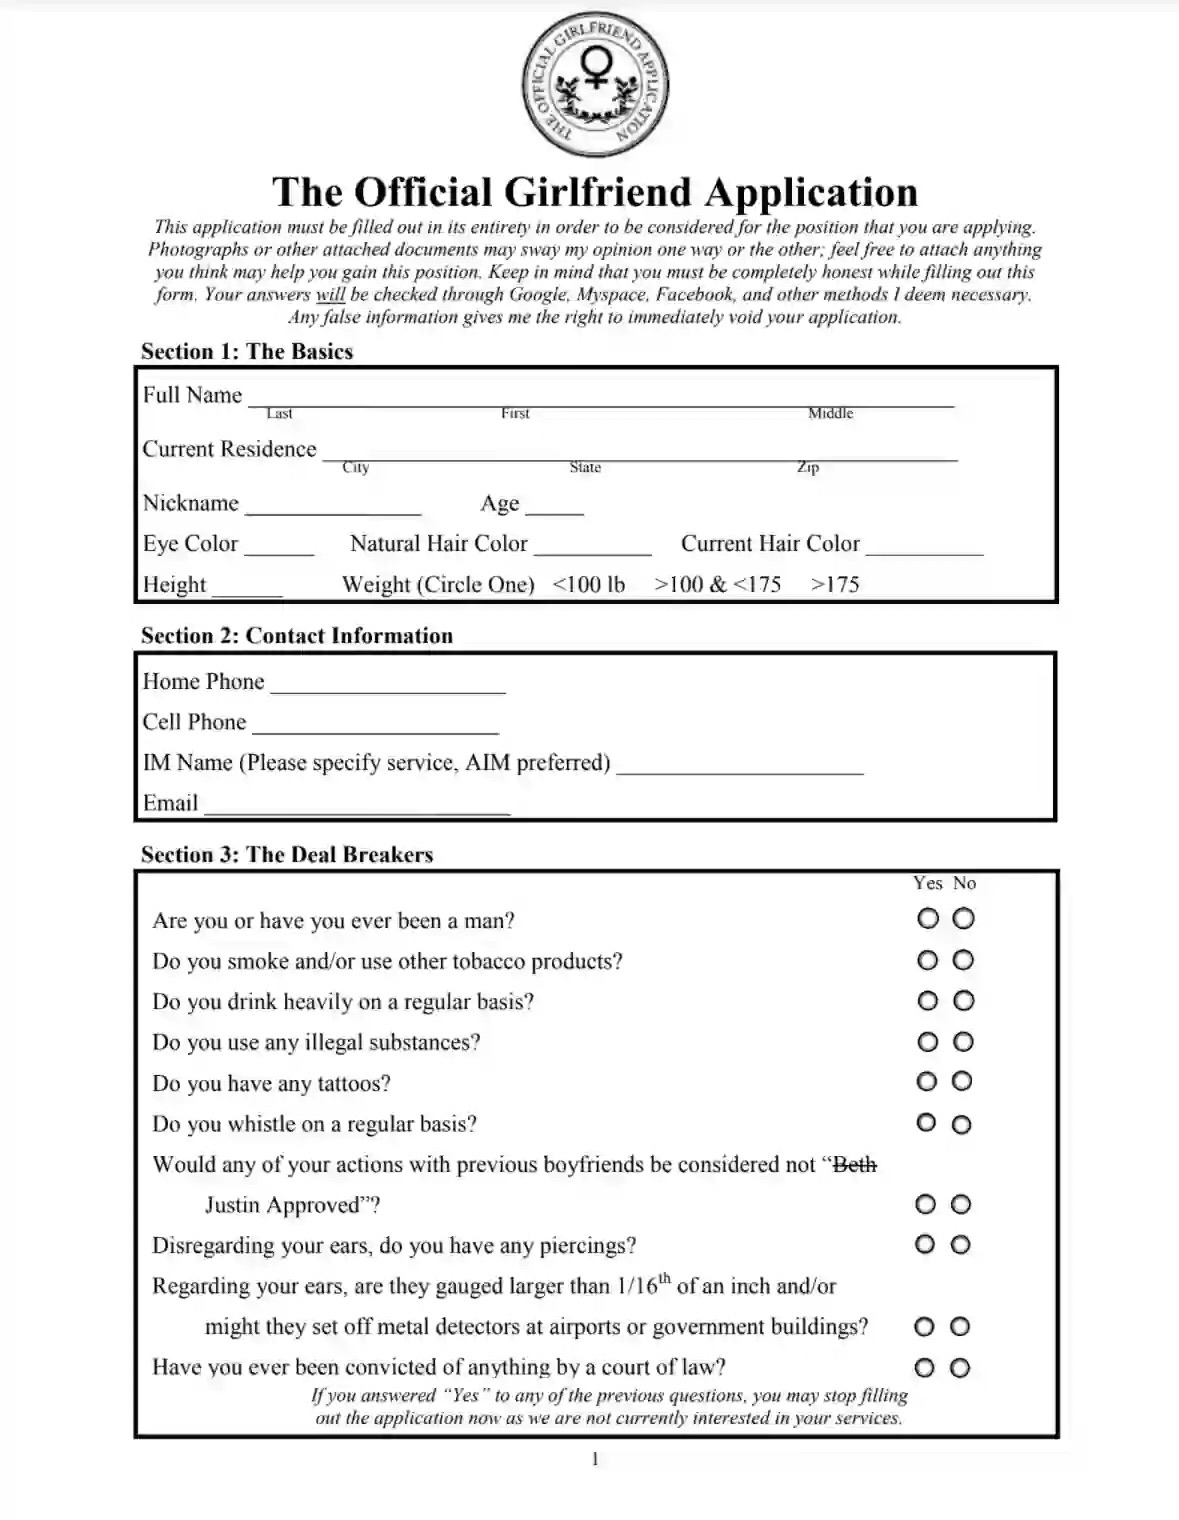 THE OFFICIAL GIRLFRIEND APPLICATION
The Official Girlfriend Application
This application must be filled out in its entirety in order to be considered for the position that you are applying.
Photographs or other attached documents may sway my opinion one way or the other; feel free to attach anything
you think may help you gain this position. Keep in mind that you must be completely honest while filling out this
form. Your answers will be checked through Google, Myspace, Facebook, and other methods I deem necessary.
Any false information gives me the right to immediately void your application.
Section 1: The Basics
Full Name
Last First Middle
Current Residence
City State Zip
Nickname Age
Eye Color Natural Hair Color Current Hair Color
Height Weight (Circle One) <100 lb >100 & <175 >175
Section 2: Contact Information
Home Phone
Cell Phone
IM Name (Please specify service, AIM preferred)
Email
Section 3: The Deal Breakers
Yes No
Are you or have you ever been a man?
Do you smoke and/or use other tobacco products?
Do you drink heavily on a regular basis?
Do you use any illegal substances?
Do you have any tattoos?
Do you whistle on a regular basis?
Would any of your actions with previous boyfriends be considered not “Beth
Justin Approved”?
Disregarding your ears, do you have any piercings?
Regarding your ears, are they gauged larger than 1/16th of an inch and/or
might they set off metal detectors at airports or government buildings?
Have you ever been convicted of anything by a court of law?
If you answered “Yes” to any of the previous questions, you may stop filling
out the application now as we are not currently interested in your services.
1